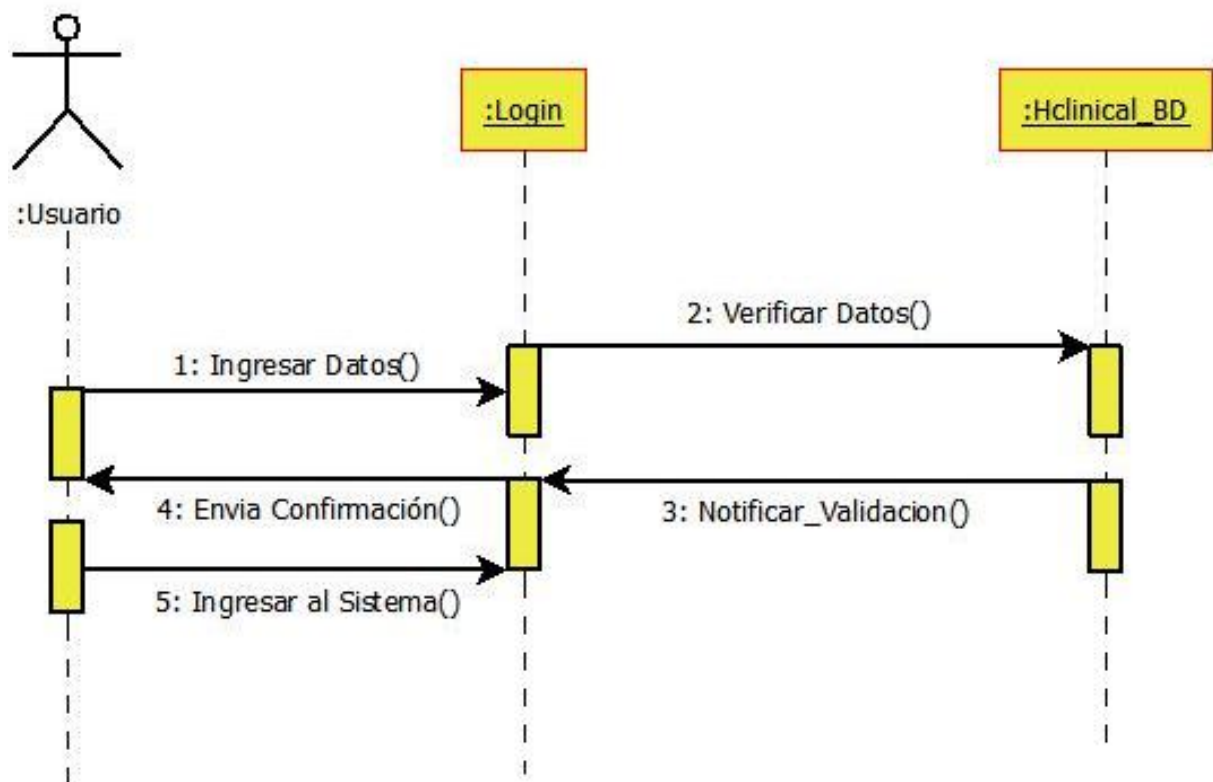 :Login
:Hclinical_BD
:Usuario
2: Verificar Datos()
1: Ingresar Datos()
4: Envia Confirmación()
3: Notificar_Validacion()
5: Ingresar al Sistema()